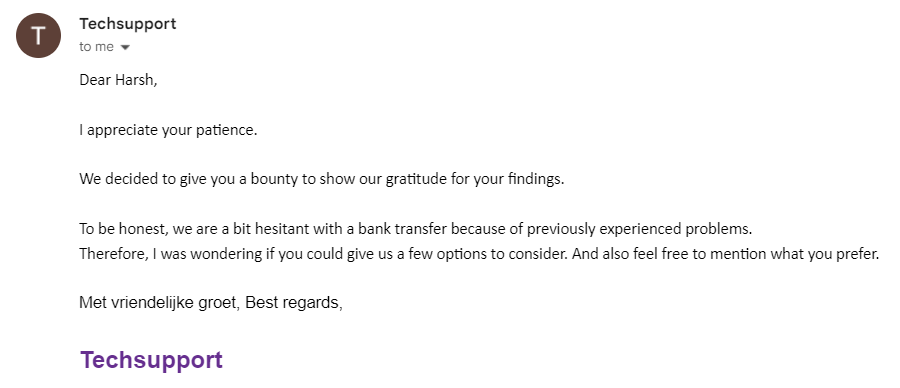 T
Techsupport
to me
Dear Harsh,
I appreciate your patience.
We decided to give you a bounty to show our gratitude for your findings.
To be honest, we are a bit hesitant with a bank transfer because of previously experienced problems.
Therefore, I was wondering if you could give us a few options to consider. And also feel free to mention what you prefer.
Met vriendelijke groet, Best regards,
Techsupport